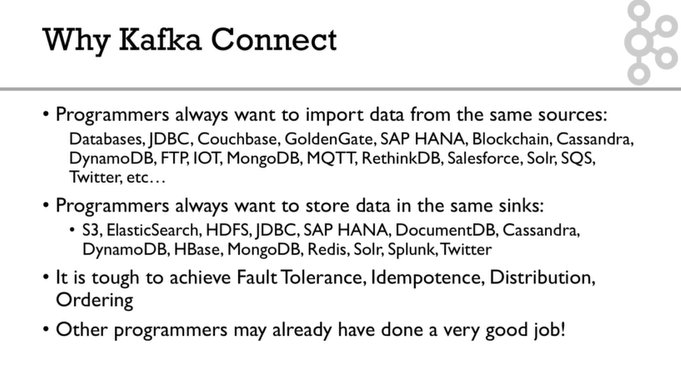 Why Kafka Connect
• Programmers always want to import data from the same sources:
Databases, JDBC, Couchbase, GoldenGate, SAP HANA, Blockchain, Cassandra,
DynamoDB, FTP, IOT, MongoDB, MQTT, RethinkDB, Salesforce, Solr, SQS,
Twitter, etc…
• Programmers always want to store data in the same sinks:
• S3, ElasticSearch, HDFS, JDBC, SAP HANA, DocumentDB, Cassandra,
DynamoDB, HBase, MongoDB, Redis, Solr, Splunk, Twitter
• It is tough to achieve Fault Tolerance, Idempotence, Distribution,
Ordering
• Other programmers may already have done a very good job!